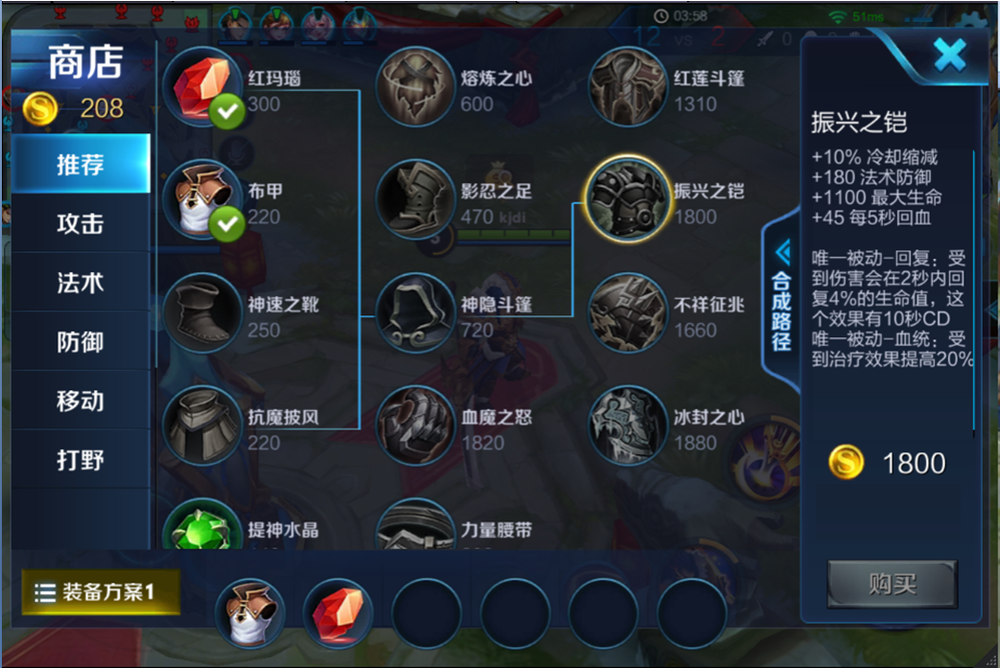 03:58
51ms
12 vs 2
0
商店
208
推荐
攻击
法术
防御
移动
打野
红玛瑙
300
熔炼之心
600
红莲斗篷
1310
布甲
220
影忍之足
470 kjdi
振兴之铠
1800
神速之靴
250
神隐斗篷
720
不祥征兆
1660
抗魔披风
220
血魔之怒
1820
冰封之心
1880
提神水晶
力量腰带
合成路径
振兴之铠
+10% 冷却缩减
+180 法术防御
+1100 最大生命
+45 每5秒回血
唯一被动-回复：受
到伤害会在2秒内回
复4%的生命值，这
个效果有10秒CD
唯一被动-血统：受
到治疗效果提高20%
1800
购买
装备方案1